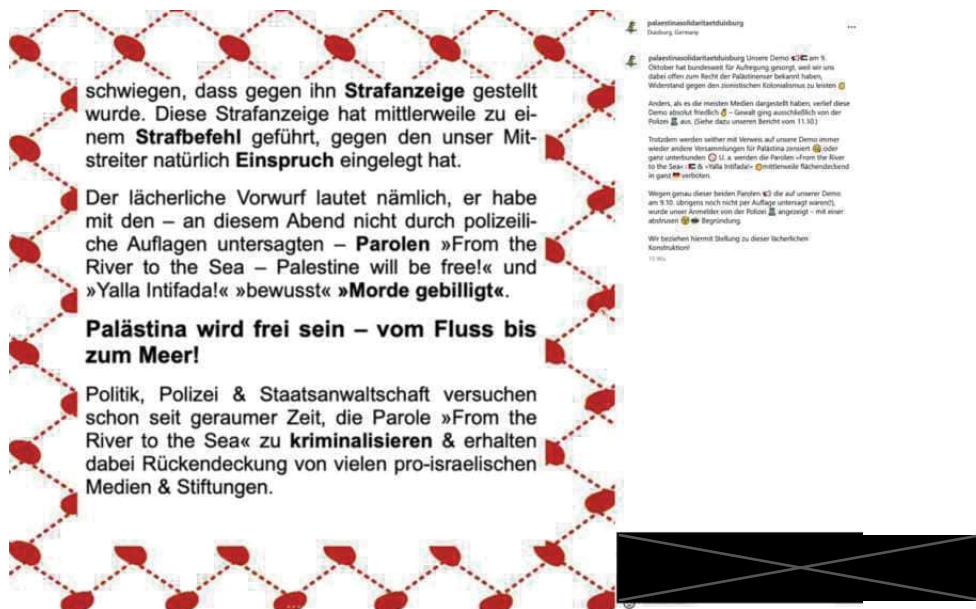 schwiegen, dass gegen ihn Strafanzeige gestellt
wurde. Diese Strafanzeige hat mittlerweile zu ei-
nem Strafbefehl geführt, gegen den unser Mit-
streiter natürlich Einspruch eingelegt hat.
Der lächerliche Vorwurf lautet nämlich, er habe
mit den – an diesem Abend nicht durch polizeili-
che Auflagen untersagten – Parolen »From the
River to the Sea – Palestine will be free!« und
»Yalla Intifada!« »bewusst« »Morde gebilligt«.
Palästina wird frei sein – vom Fluss bis
zum Meer!
Politik, Polizei & Staatsanwaltschaft versuchen
schon seit geraumer Zeit, die Parole »From the
River to the Sea« zu kriminalisieren & erhalten
dabei Rückendeckung von vielen pro-israelischen
Medien & Stiftungen.
palaestinasolidaritaetduisburg
Duisburg, Germany
palaestinasolidaritaetduisburg Unsere Demo am 9.
Oktober hat bundesweit für Aufregung gesorgt, weil wir uns
dabei offen zum Recht der Palästinenser bekannt haben,
Widerstand gegen den zionistischen Kolonialismus zu leisten
Anders, als es die meisten Medien dargestellt haben, verlief diese
Demo absolut friedlich – Gewalt ging ausschließlich von der
Polizei aus. (Siehe dazu unseren Bericht vom 11.10.)
Trotzdem werden seither mit Verweis auf unsere Demo immer
wieder andere Versammlungen für Palästina zensiert oder
ganz unterbunden U. a. werden die Parolen »From the River
to the Sea« & »Yalla Intifada!« mittlerweile flächendeckend
in ganz verboten.
Wegen genau dieser beiden Parolen die auf unserer Demo
am 9.10. übrigens noch nicht per Auflage untersagt waren(!),
wurde unser Anmelder von der Polizei angezeigt – mit einer
abstrusen Begründung.
Wir beziehen hiermit Stellung zu dieser lächerlichen
Konstruktion!